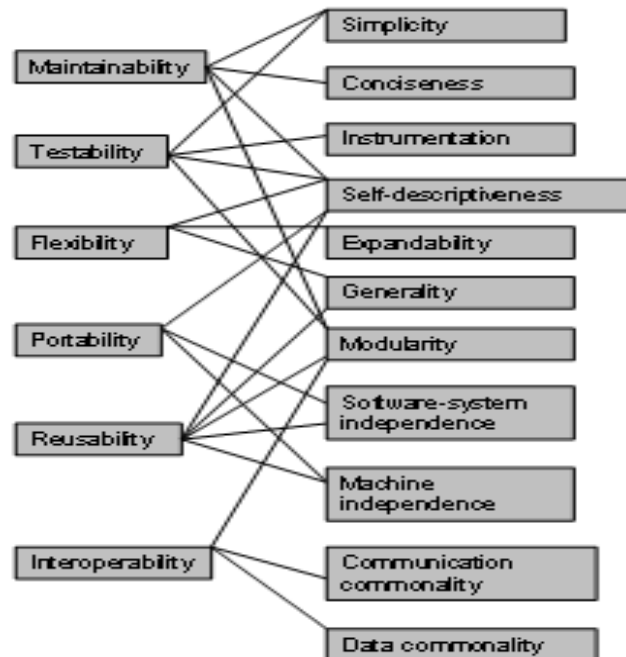 Maintainability
Testability
Flexibility
Portability
Reusability
Interoperability
Simplicity
Conciseness
Instrumentation
Self-descriptiveness
Expandability
Generality
Modularity
Software-system
independence
Machine
independence
Communication
commonality
Data commonality